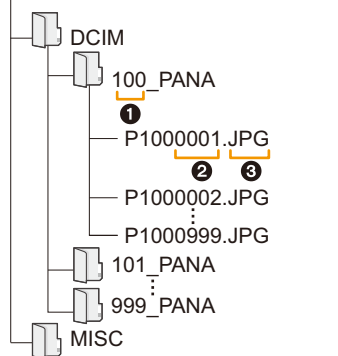 DCIM
100_PANA
❶
P1000001.JPG
❷ ❸
P1000002.JPG
P1000999.JPG
101_PANA
999_PANA
MISC